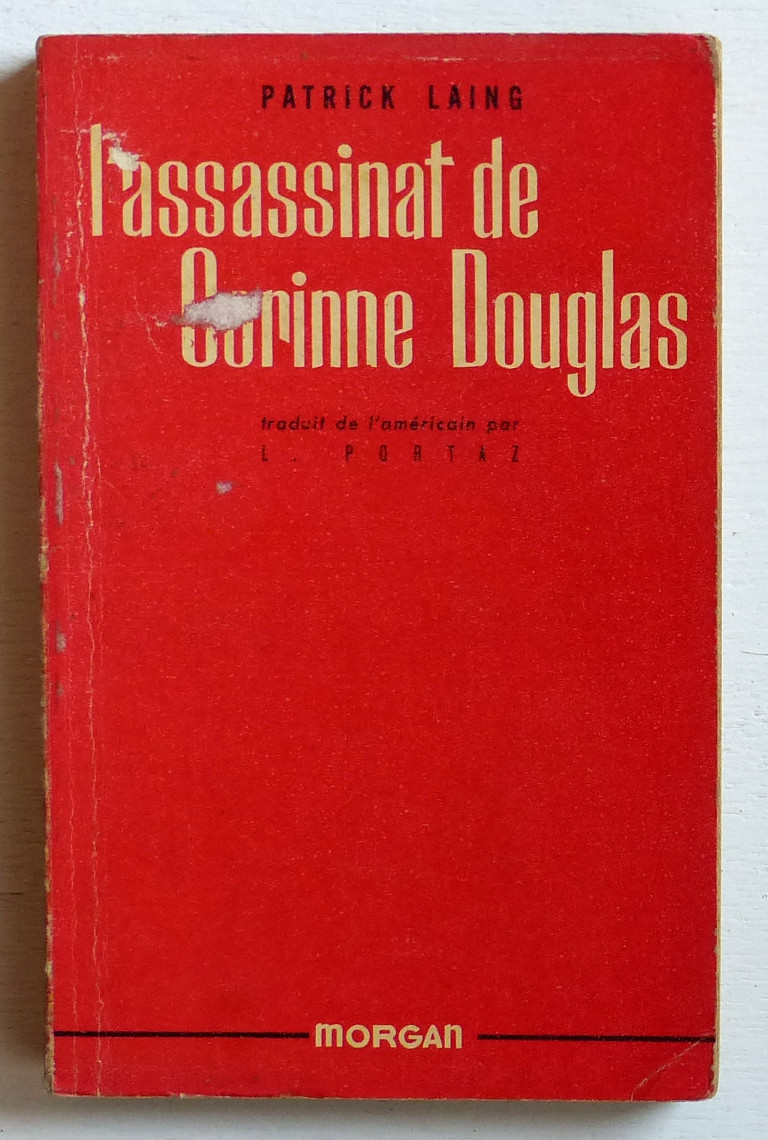 PATRICK LAING
l'assassinat de
Corinne Douglas
traduit de l'américain par
L. PORTAZ
MORGAN